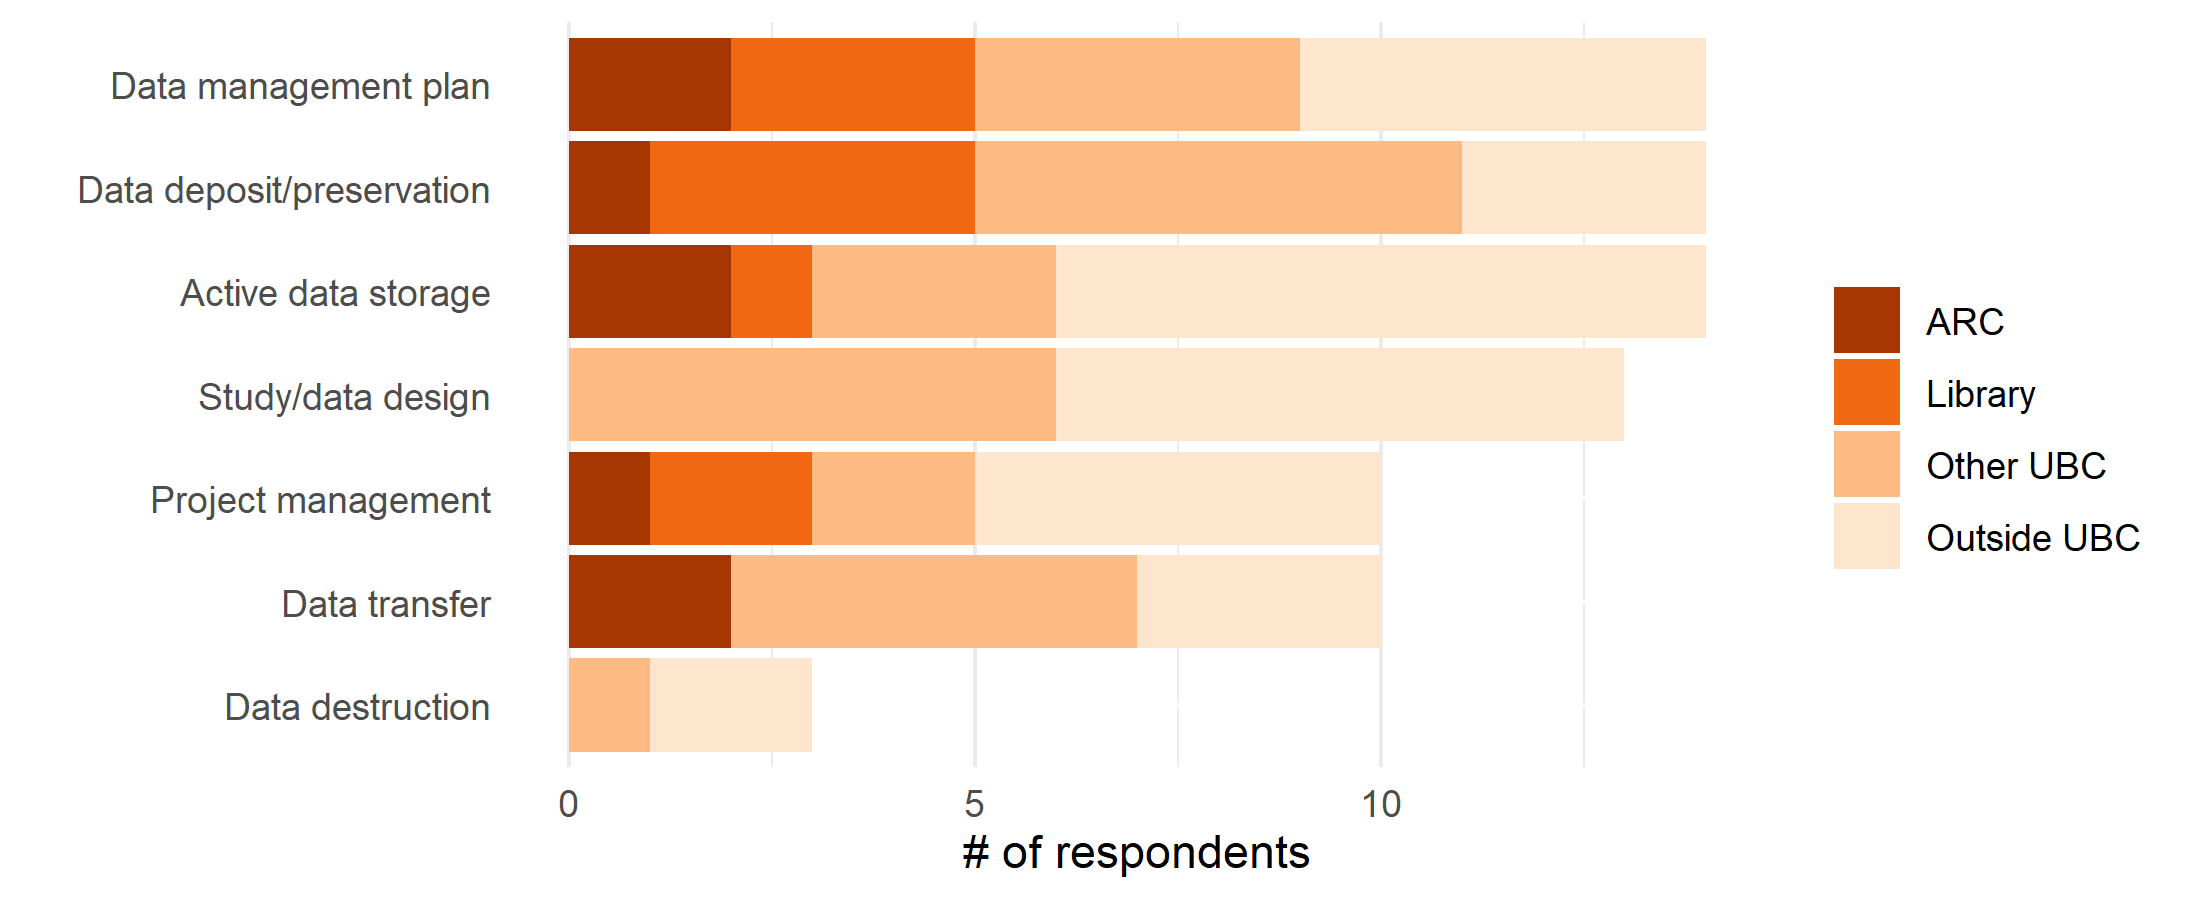 Data management plan
Data deposit/preservation
Active data storage
Study/data design
Project management
Data transfer
Data destruction
0 5 10
# of respondents
ARC
Library
Other UBC
Outside UBC